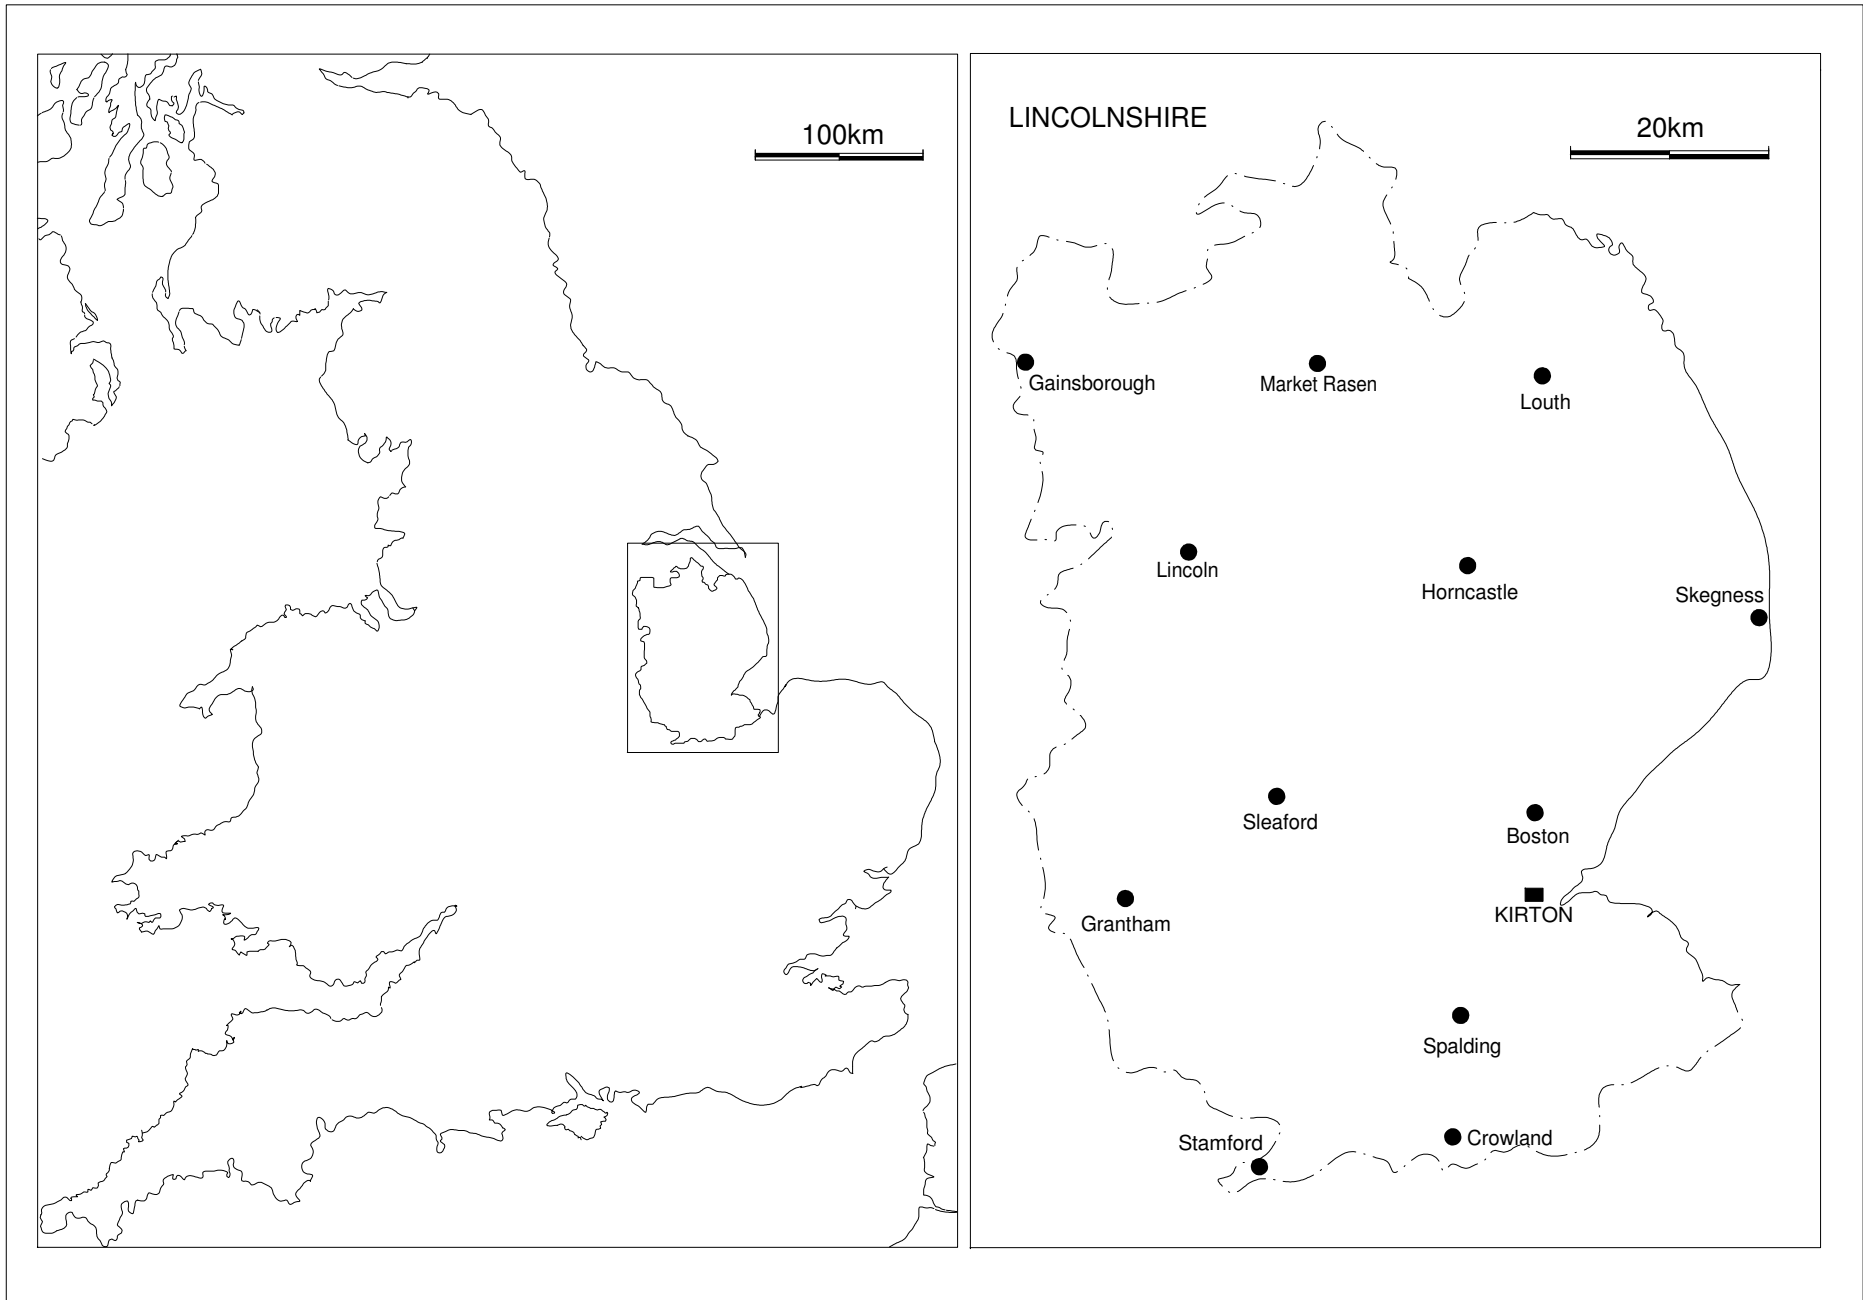 100km
LINCOLNSHIRE
20km
Gainsborough
Market Rasen
Louth
Lincoln
Horncastle
Skegness
Sleaford
Boston
Grantham
KIRTON
Spalding
Stamford
Crowland